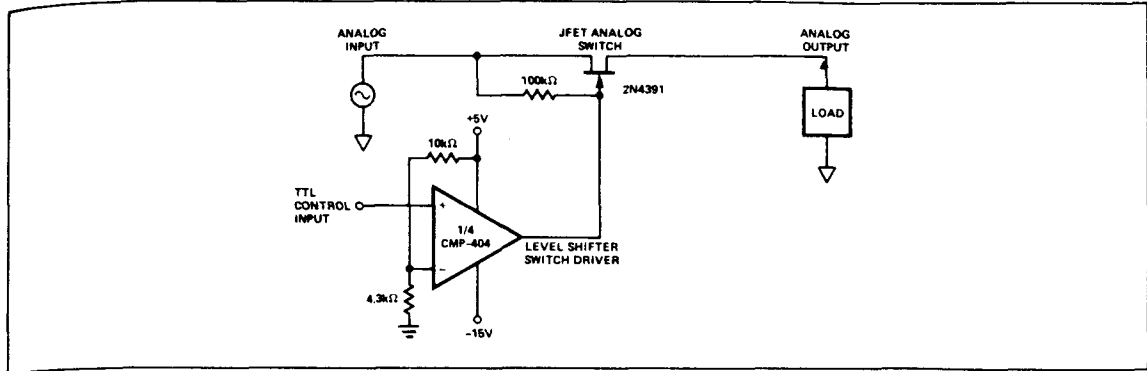 ANALOG
INPUT
JFET ANALOG
SWITCH
ANALOG
OUTPUT
100kΩ
2N4391
LOAD
+5V
10kΩ
TTL
CONTROL
INPUT
+
1/4
CMP-404
−
LEVEL SHIFTER
SWITCH DRIVER
4.3kΩ
−15V